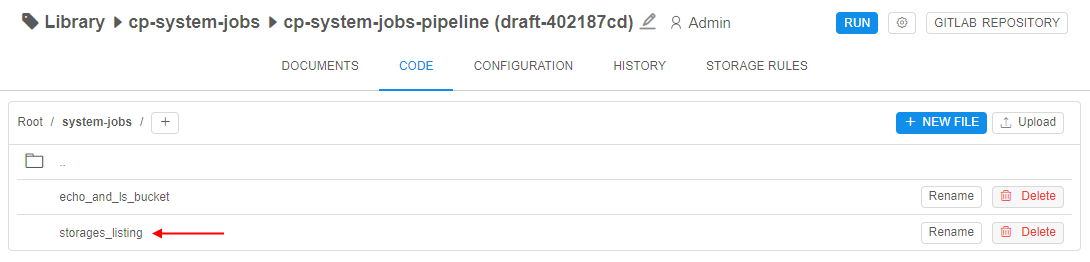 Library cp-system-jobs cp-system-jobs-pipeline (draft-402187cd) Admin RUN GITLAB REPOSITORY
DOCUMENTS CODE CONFIGURATION HISTORY STORAGE RULES
Root / system-jobs / + + NEW FILE Upload
..
echo_and_ls_bucket Rename Delete
storages_listing Rename Delete